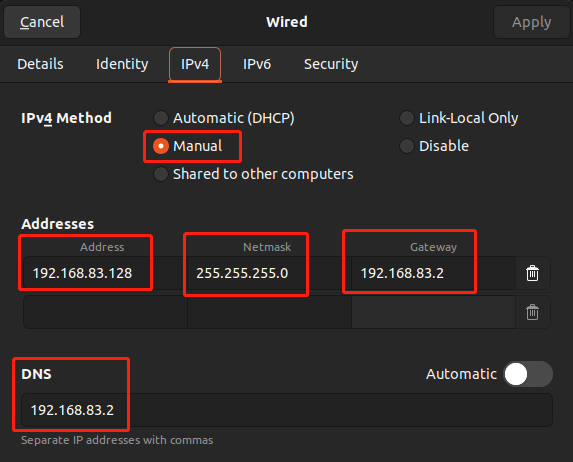 Cancel Wired Apply
Details Identity IPv4 IPv6 Security
IPv4 Method Automatic (DHCP) Link-Local Only
Manual Disable
Shared to other computers
Addresses
Address Netmask Gateway
192.168.83.128 255.255.255.0 192.168.83.2
DNS Automatic
192.168.83.2
Separate IP addresses with commas